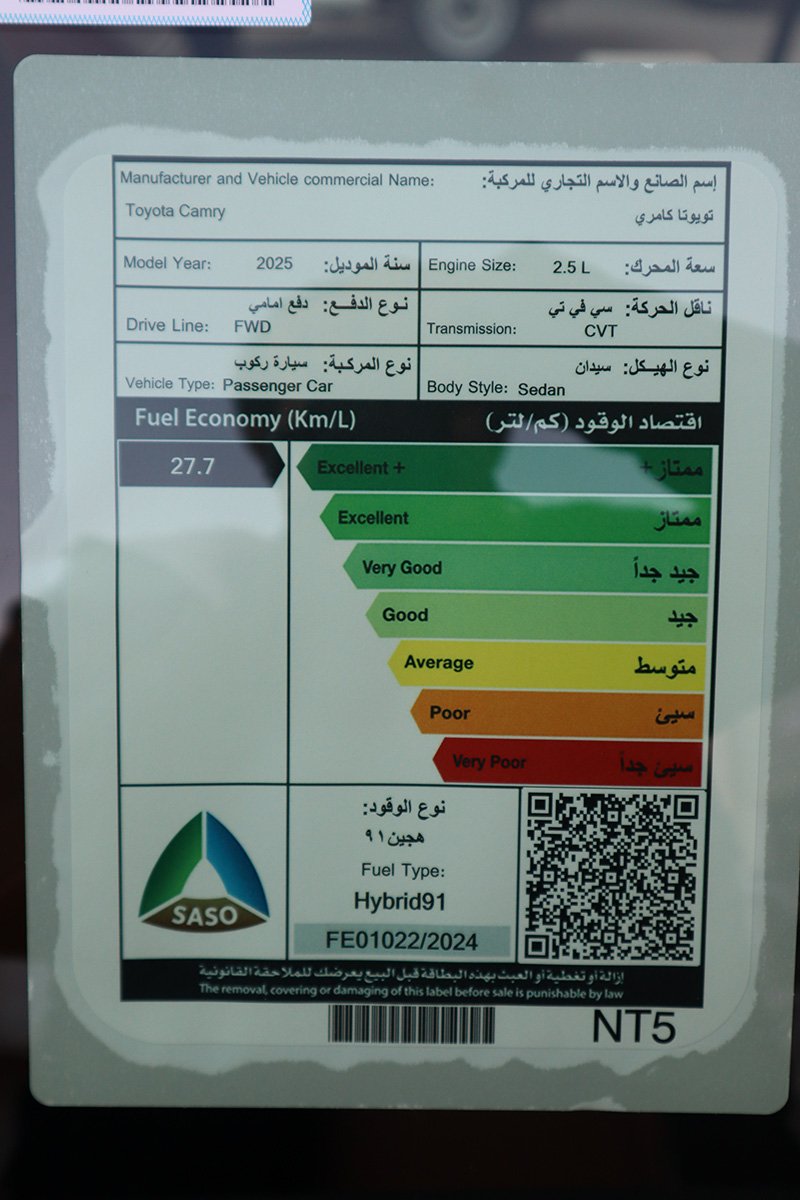 Manufacturer and Vehicle commercial Name: إسم الصانع والاسم التجاري للمركبة:
Toyota Camry تويوتا كامري
Model Year: 2025 سنة الموديل:
Engine Size: 2.5 L سعة المحرك:
نـوع الدفــع: دفع امامي
Drive Line: FWD
ناقل الحركة: سي في تي
Transmission: CVT
نوع المركـبة: سيارة ركوب
Vehicle Type: Passenger Car
نوع الهيـكل: سيدان
Body Style: Sedan
Fuel Economy (Km/L) اقتصاد الوقود (كم/لتر)
27.7
Excellent + ممتاز +
Excellent ممتاز
Very Good جيد جداً
Good جيد
Average متوسط
Poor سيئ
Very Poor سيئ جداً
SASO
نوع الوقود:
هجين ٩١
Fuel Type:
Hybrid91
FE01022/2024
إزالة أو تغطية أو العبث بهذه البطاقة قبل البيع يعرضك للملاحقة القانونية
The removal, covering or damaging of this label before sale is punishable by law
NT5